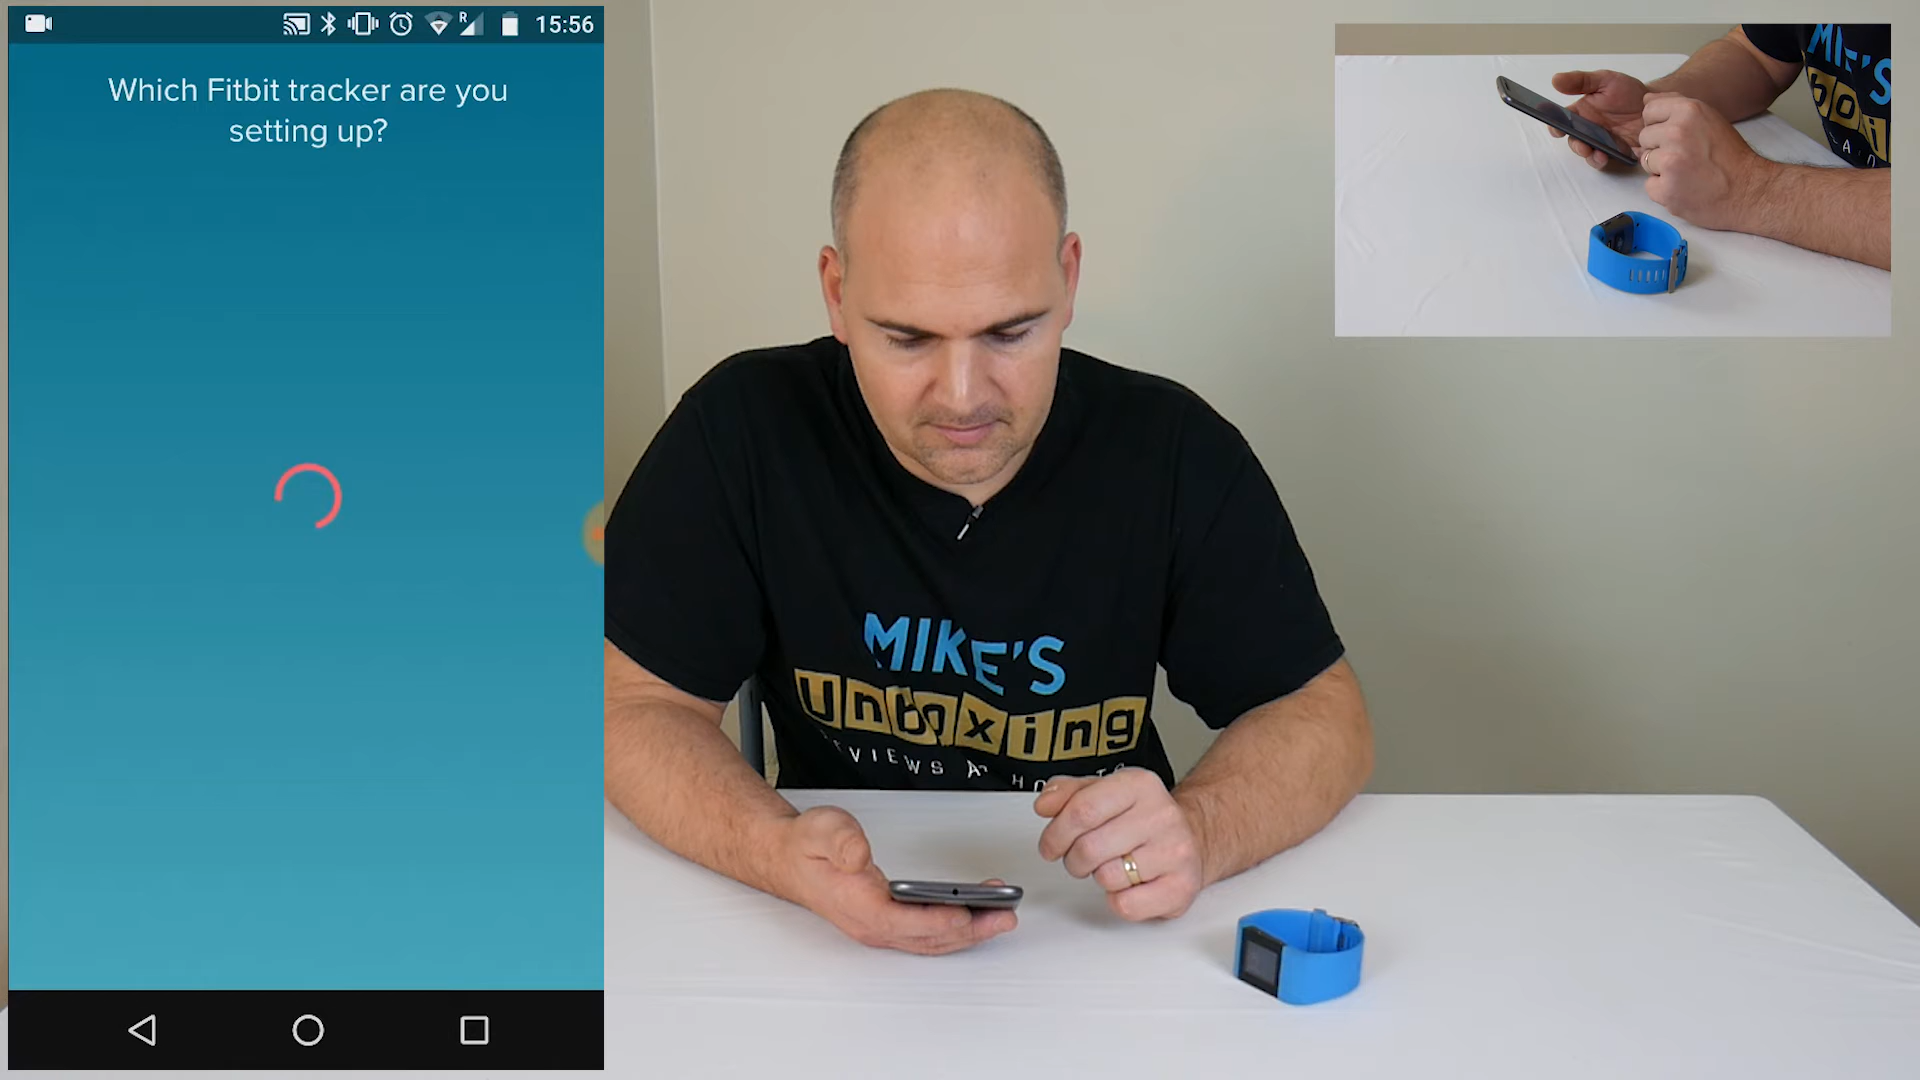 15:56
Which Fitbit tracker are you
setting up?
MIKE'S
Unboxing